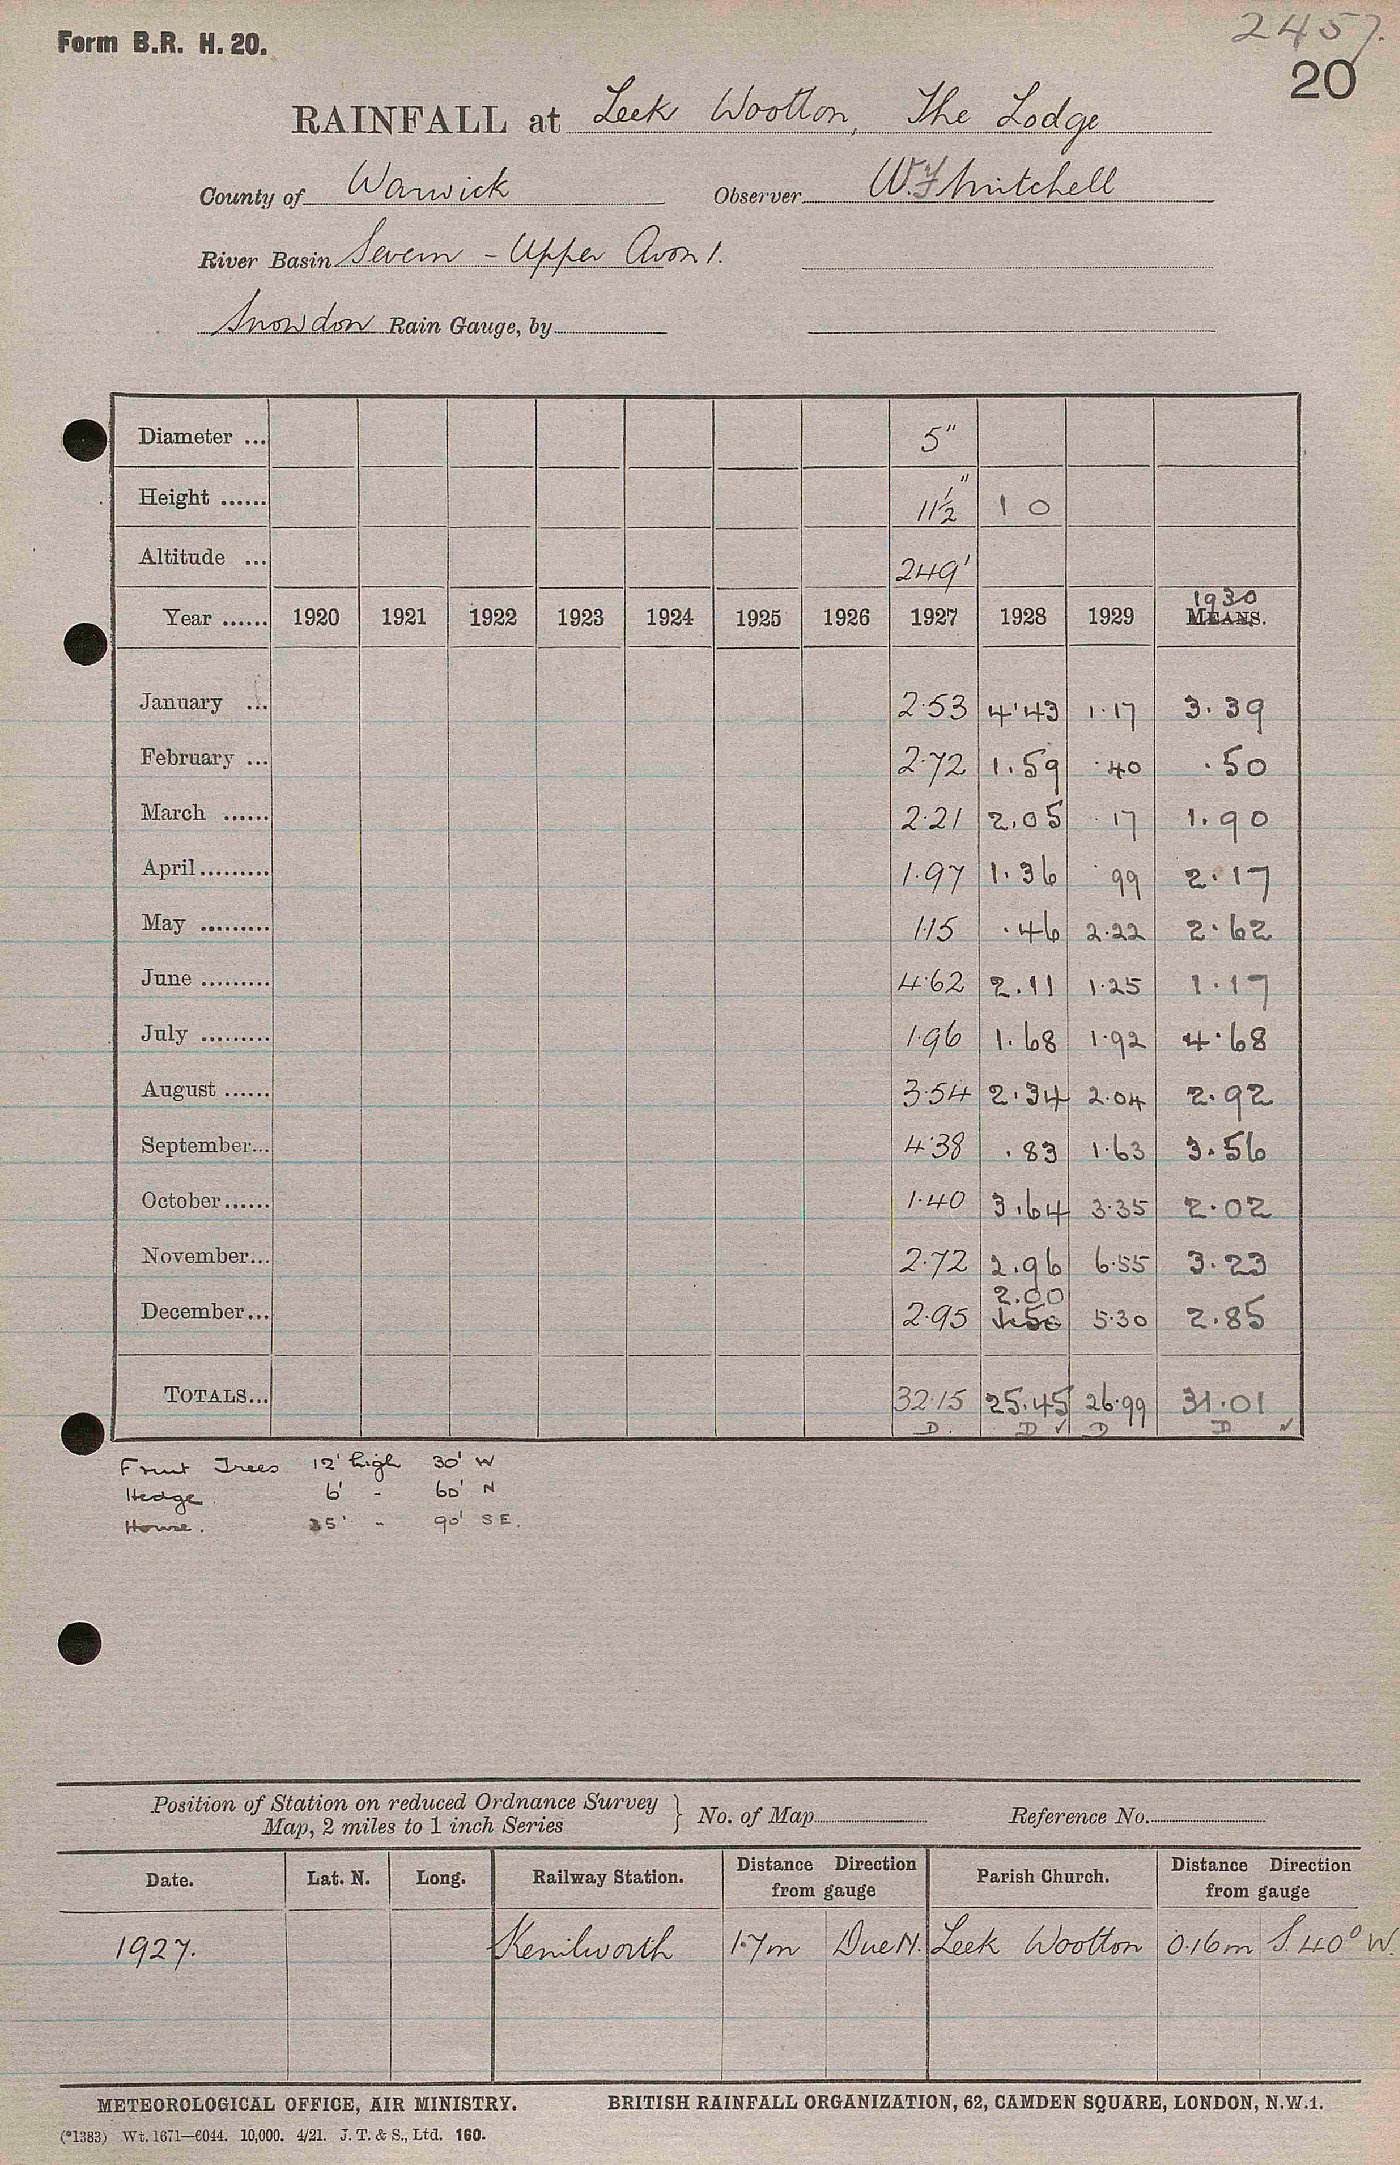 2457.
Form B.R. H. 20.
20
RAINFALL at Leek Wootton, The Lodge
County of Warwick Observer W. F. Mitchell
River Basin Severn - Upper Avon 1.
Snowdon Rain Gauge, by
Diameter ... 5"
Height ...... 11½" 1 0
Altitude ... 249'
Year ...... 1920 1921 1922 1923 1924 1925 1926 1927 1928 1929 1930 MEANS.
January ... 2.53 4.43 1.17 3.39
February ... 2.72 1.59 .40 .50
March ...... 2.21 2.05 .17 1.90
April ......... 1.97 1.36 .99 2.17
May ......... 1.15 .46 2.22 2.62
June ......... 4.62 2.11 1.25 1.17
July ......... 1.96 1.68 1.92 4.68
August ...... 3.54 2.34 2.04 2.92
September... 4.38 .83 1.63 3.56
October...... 1.40 3.64 3.35 2.02
November... 2.72 2.96 6.55 3.23
2.00
December... 2.95 1.50 5.30 2.85
TOTALS... 32.15 25.45 26.99 31.01
D D ✓ D D ✓
Fruit Trees 12' high 30' W
Hedge 6' - 60' N
House. 35' " 90' SE.
Position of Station on reduced Ordnance Survey
Map, 2 miles to 1 inch Series } No. of Map Reference No.
Date. Lat. N. Long. Railway Station. Distance Direction from gauge Parish Church. Distance Direction from gauge
1927. Kenilworth 1.7m Due N. Leek Wootton 0.16m S. 40° W.
METEOROLOGICAL OFFICE, AIR MINISTRY. BRITISH RAINFALL ORGANIZATION, 62, CAMDEN SQUARE, LONDON, N.W.1.
(*1383) Wt. 1671—6044. 10,000. 4/21. J. T. & S., Ltd. 160.